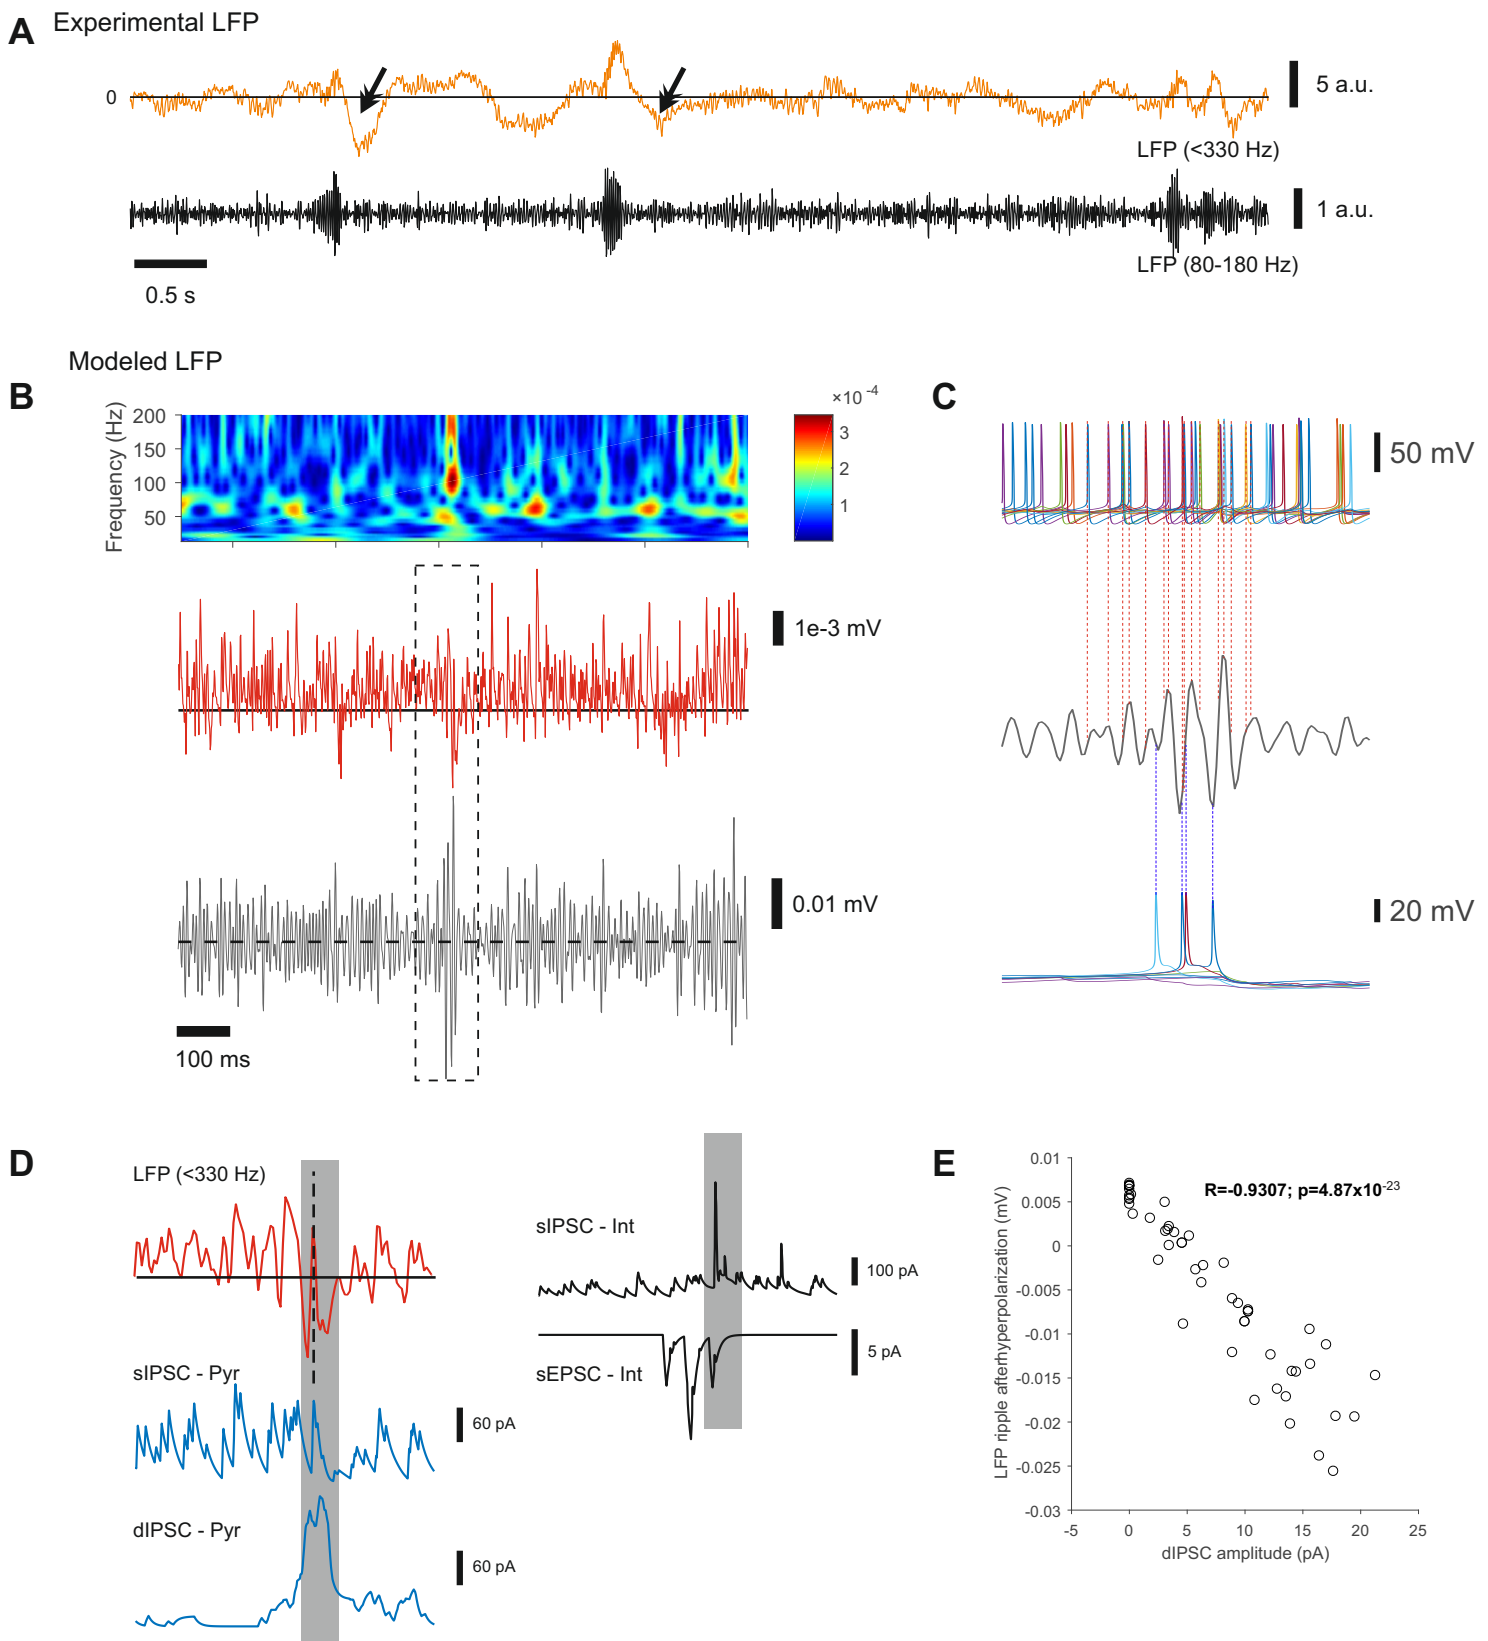 A Experimental LFP
0
5 a.u.
LFP (<330 Hz)
1 a.u.
LFP (80-180 Hz)
0.5 s
Modeled LFP
B
Frequency (Hz)
200
150
100
50
×10⁻⁴
3
2
1
1e-3 mV
0.01 mV
100 ms
C
50 mV
20 mV
D
LFP (<330 Hz)
sIPSC - Pyr
60 pA
dIPSC - Pyr
60 pA
sIPSC - Int
100 pA
sEPSC - Int
5 pA
E
LFP ripple afterhyperpolarization (mV)
0.01
0.005
0
-0.005
-0.01
-0.015
-0.02
-0.025
-0.03
R=-0.9307; p=4.87x10⁻²³
-5 0 5 10 15 20 25
dIPSC amplitude (pA)